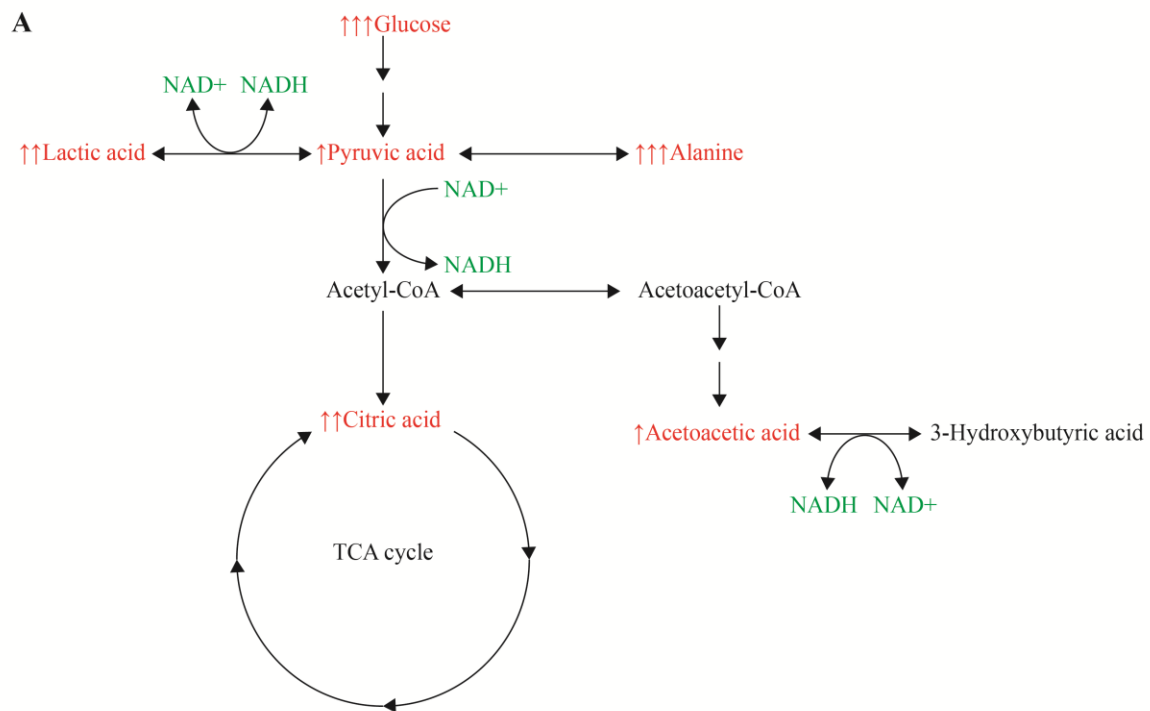 A
↑↑↑Glucose
NAD+ NADH
↑↑Lactic acid
↑Pyruvic acid
↑↑↑Alanine
NAD+
NADH
Acetyl-CoA
Acetoacetyl-CoA
↑↑Citric acid
↑Acetoacetic acid
3-Hydroxybutyric acid
NADH NAD+
TCA cycle